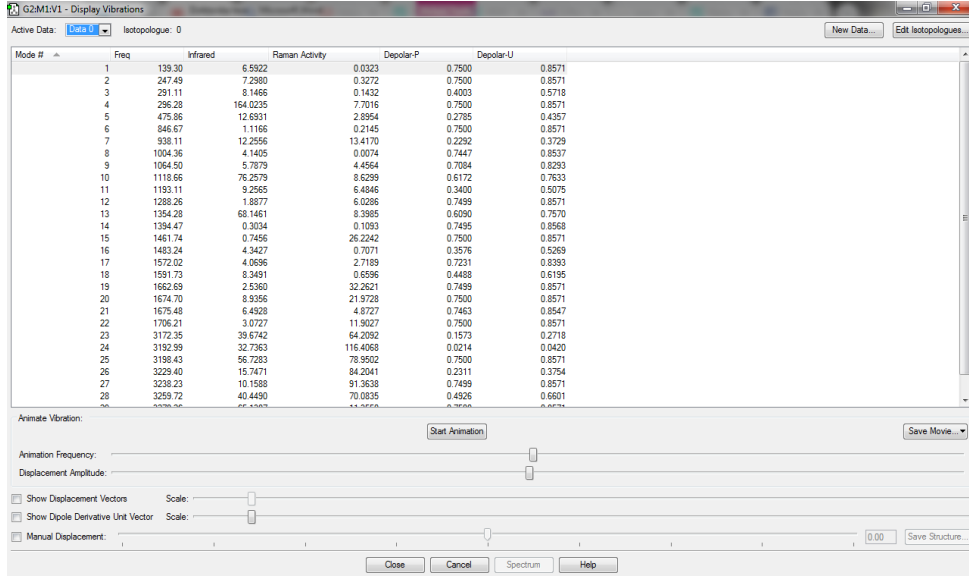 G2:M1:V1 - Display Vibrations
Active Data: Data 0 Isotopologue: 0 New Data... Edit Isotopologues...
Mode # Freq Infrared Raman Activity Depolar-P Depolar-U
1 139.30 6.5922 0.0323 0.7500 0.8571
2 247.49 7.2980 0.3272 0.7500 0.8571
3 291.11 8.1466 0.1432 0.4003 0.5718
4 296.28 164.0235 7.7016 0.7500 0.8571
5 475.86 12.6931 2.8954 0.2785 0.4357
6 846.67 1.1166 0.2145 0.7500 0.8571
7 938.11 12.2556 13.4170 0.2292 0.3729
8 1004.36 4.1405 0.0074 0.7447 0.8537
9 1064.50 5.7879 4.4564 0.7084 0.8293
10 1118.66 76.2579 8.6299 0.6172 0.7633
11 1193.11 9.2565 6.4846 0.3400 0.5075
12 1288.26 1.8877 6.0286 0.7499 0.8571
13 1354.28 68.1461 8.3985 0.6090 0.7570
14 1394.47 0.3034 0.1093 0.7495 0.8568
15 1461.74 0.7456 26.2242 0.7500 0.8571
16 1483.24 4.3427 0.7071 0.3576 0.5269
17 1572.02 4.0696 2.7189 0.7231 0.8393
18 1591.73 8.3491 0.6596 0.4488 0.6195
19 1662.69 2.5360 32.2621 0.7499 0.8571
20 1674.70 8.9356 21.9728 0.7500 0.8571
21 1675.48 6.4928 4.8727 0.7463 0.8547
22 1706.21 3.0727 11.9027 0.7500 0.8571
23 3172.35 39.6742 64.2092 0.1573 0.2718
24 3192.99 32.7363 116.4068 0.0214 0.0420
25 3198.43 56.7283 78.9502 0.7500 0.8571
26 3229.40 15.7471 84.2041 0.2311 0.3754
27 3238.23 10.1588 91.3638 0.7499 0.8571
28 3259.72 40.4490 70.0835 0.4926 0.6601
Animate Vibration:
Start Animation Save Movie...
Animation Frequency:
Displacement Amplitude:
Show Displacement Vectors Scale:
Show Dipole Derivative Unit Vector Scale:
Manual Displacement: 0.00 Save Structure...
Close Cancel Spectrum Help